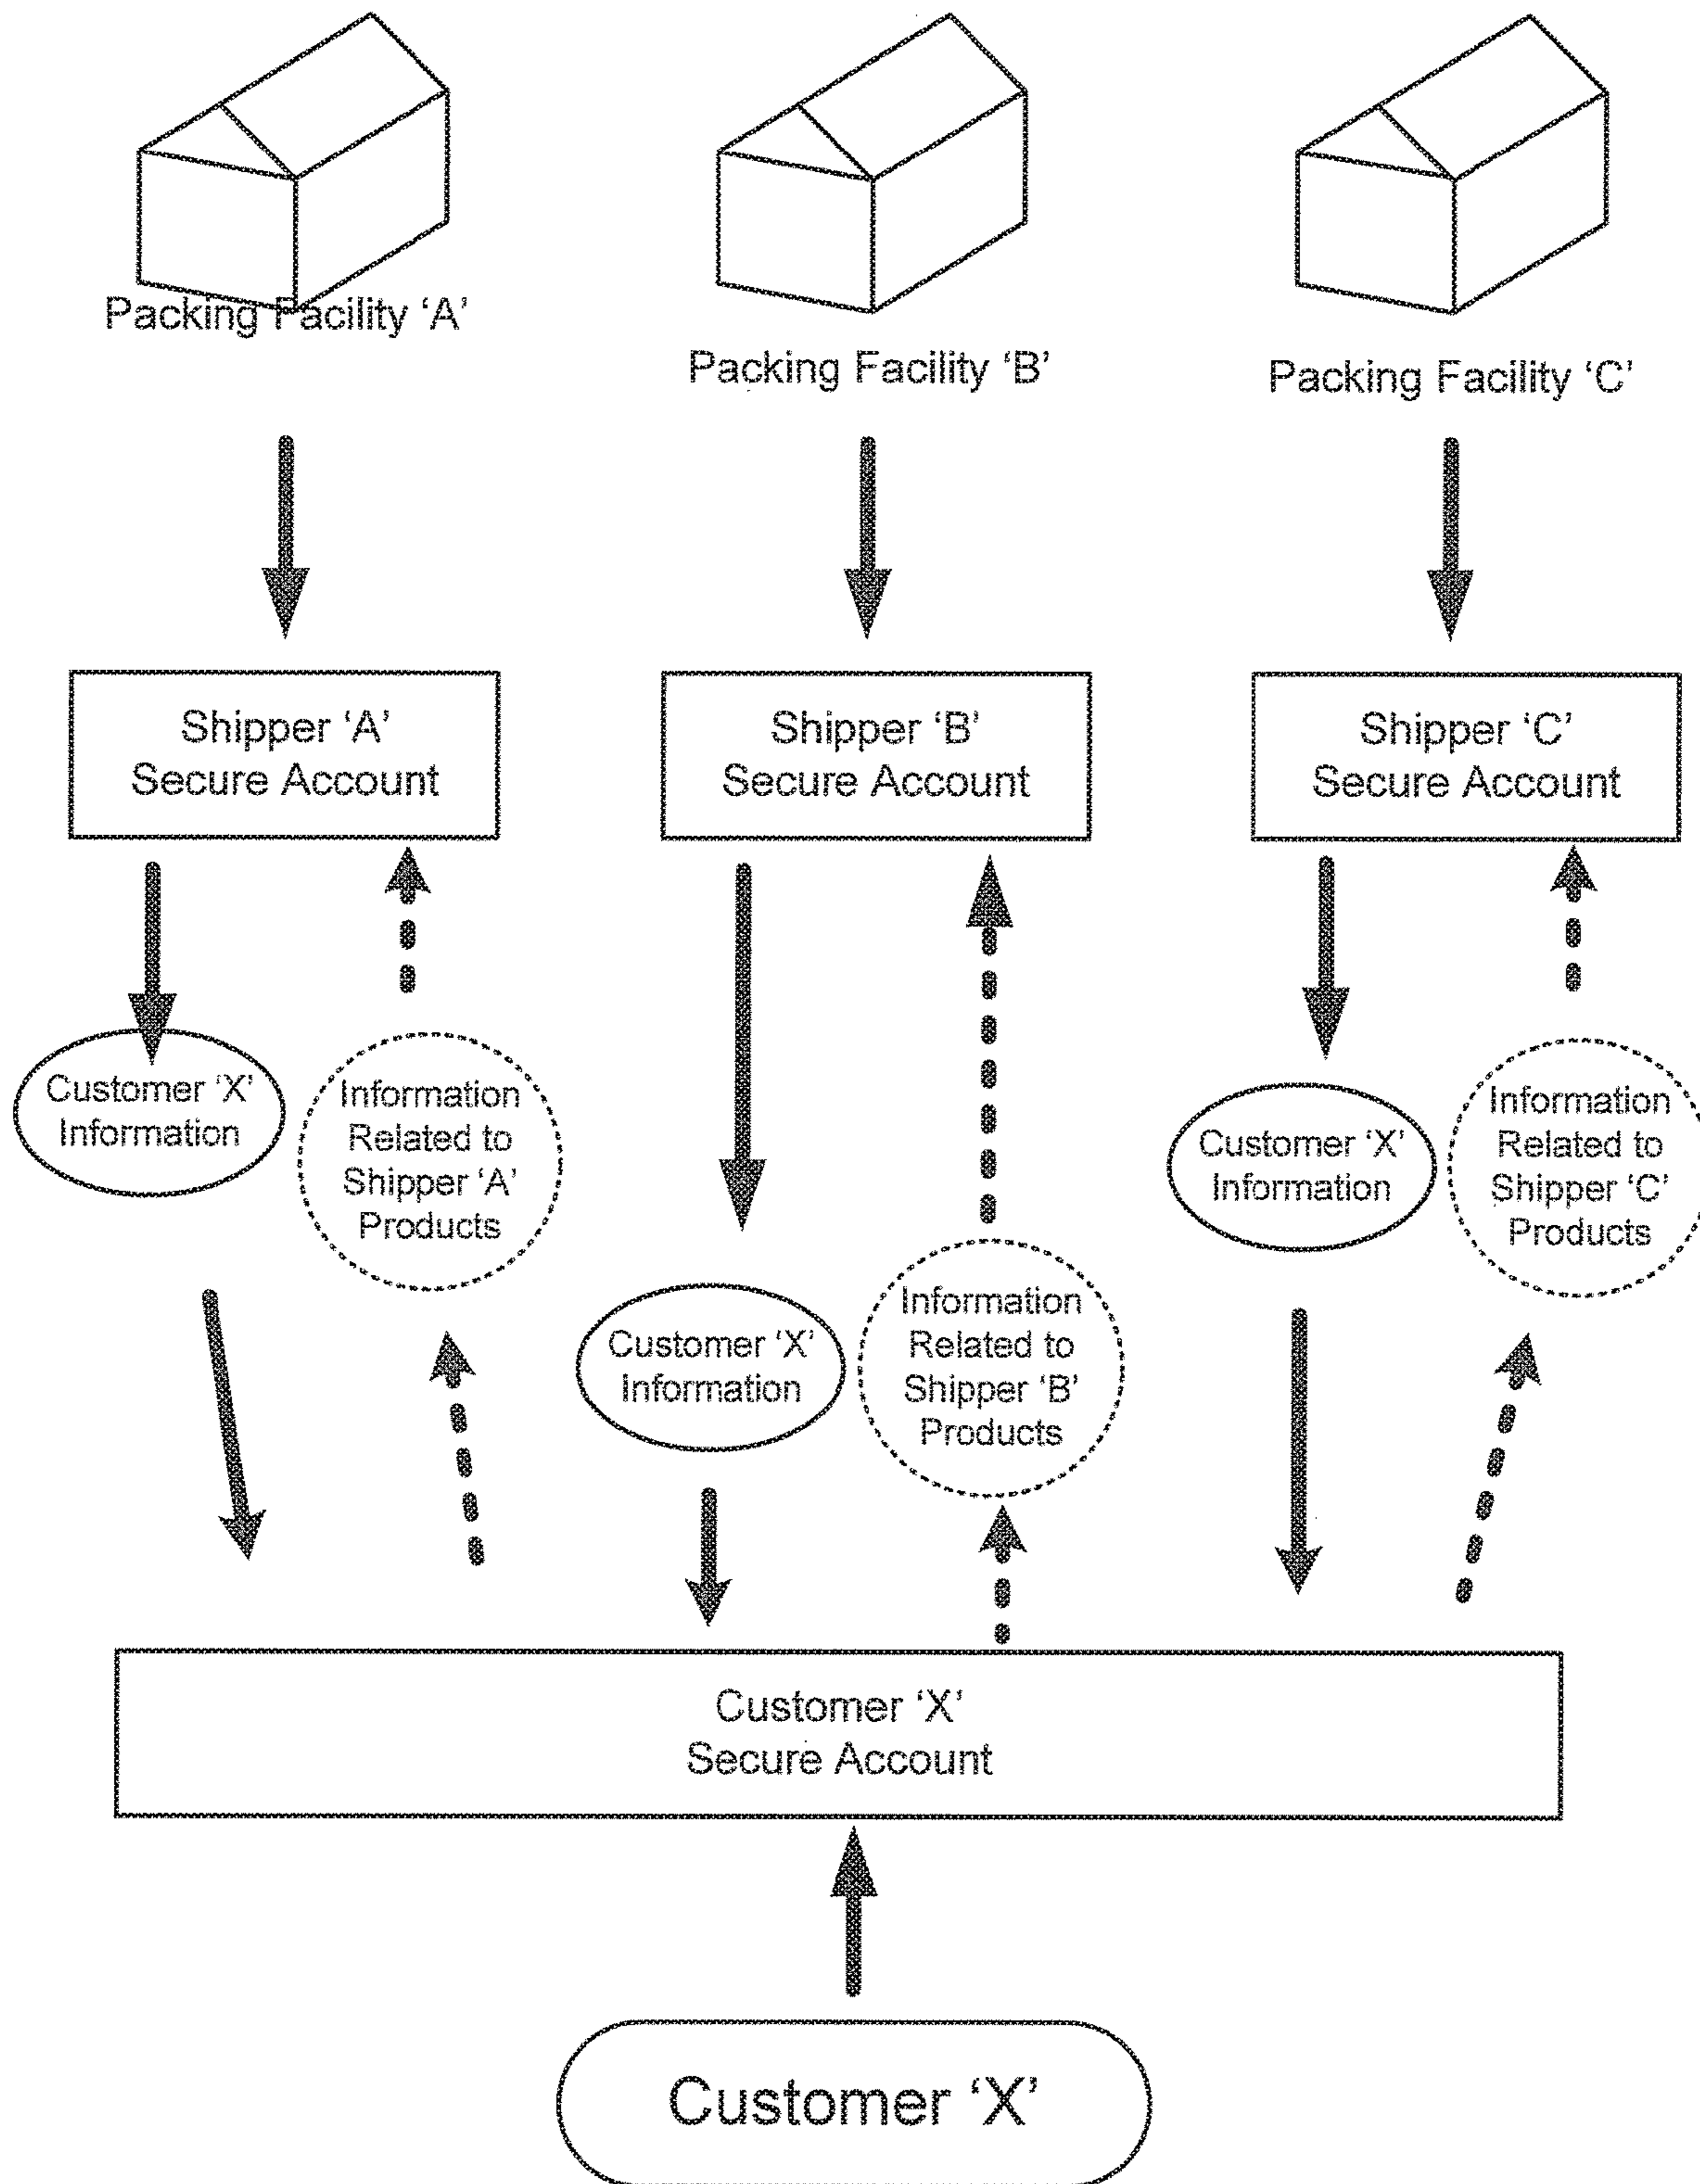 Packing Facility ‘A’
Packing Facility ‘B’
Packing Facility ‘C’
Shipper ‘A’
Secure Account
Shipper ‘B’
Secure Account
Shipper ‘C’
Secure Account
Customer ‘X’
Information
Information
Related to
Shipper ‘A’
Products
Customer ‘X’
Information
Information
Related to
Shipper ‘B’
Products
Customer ‘X’
Information
Information
Related to
Shipper ‘C’
Products
Customer ‘X’
Secure Account
Customer ‘X’